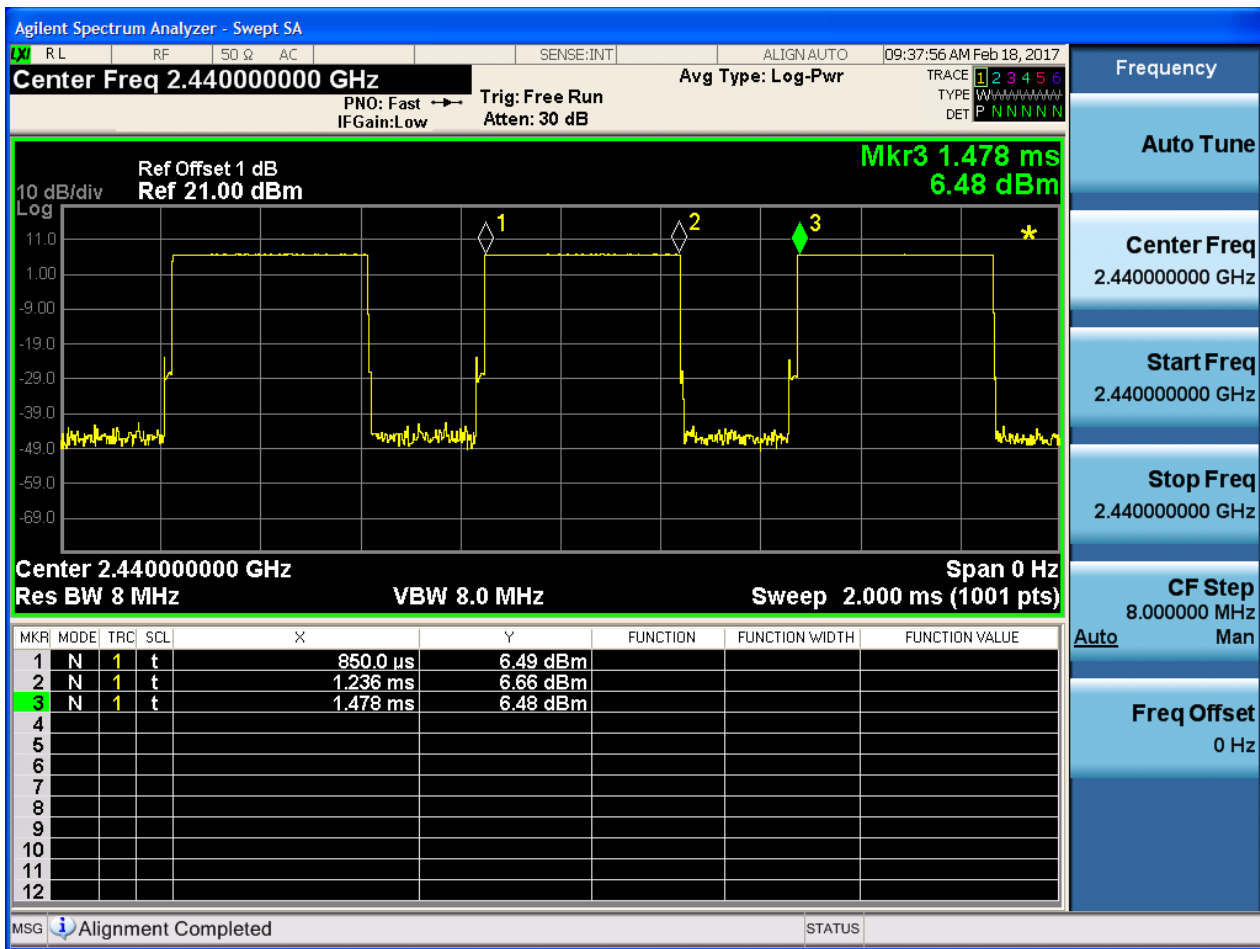 Agilent Spectrum Analyzer - Swept SA
LXI RL RF 50 Ω AC SENSE:INT ALIGN AUTO 09:37:56 AM Feb 18, 2017
Center Freq 2.440000000 GHz
PNO: Fast
IFGain:Low
Trig: Free Run
Atten: 30 dB
Avg Type: Log-Pwr
TRACE 1 2 3 4 5 6
TYPE WWWWWW
DET P N N N N N
Mkr3 1.478 ms
6.48 dBm
Ref Offset 1 dB
10 dB/div Ref 21.00 dBm
Log
11.0
1.00
-9.00
-19.0
-29.0
-39.0
-49.0
-59.0
-69.0
1 2 3 *
Center 2.440000000 GHz Span 0 Hz
Res BW 8 MHz VBW 8.0 MHz Sweep 2.000 ms (1001 pts)
MKR MODE TRC SCL X Y FUNCTION FUNCTION WIDTH FUNCTION VALUE
1 N 1 t 850.0 µs 6.49 dBm
2 N 1 t 1.236 ms 6.66 dBm
3 N 1 t 1.478 ms 6.48 dBm
4
5
6
7
8
9
10
11
12
MSG Alignment Completed STATUS
Frequency
Auto Tune
Center Freq
2.440000000 GHz
Start Freq
2.440000000 GHz
Stop Freq
2.440000000 GHz
CF Step
8.000000 MHz
Auto Man
Freq Offset
0 Hz